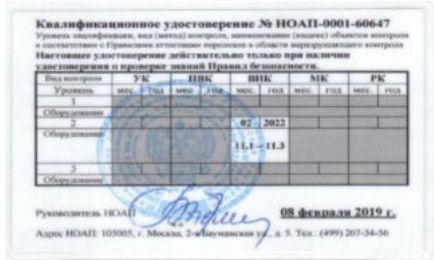 Квалификационное удостоверение № НОАП-0001-60647
Уровень квалификации, вид (метод) контроля, наименование (индекс) объектов контроля
в соответствии с Правилами аттестации персонала в области неразрушающего контроля
Настоящее удостоверение действительно только при наличии
удостоверения о проверке знаний Правил безопасности.
Вид контроля УК ПВК ВИК МК РК
Уровень мес. год мес. год мес. год мес. год мес. год
1
Оборудование
2 02 2022
Оборудование
11.1 – 11.3
3
Оборудование
Руководитель НОАП
08 февраля 2019 г.
Адрес НОАП: 105005, г. Москва, 2-я Бауманская ул., д. 5. Тел.: (499) 267-34-56